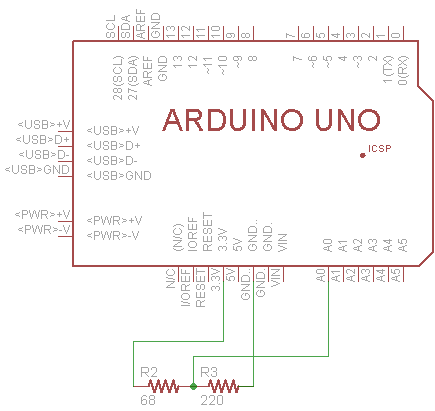 SCL SDA AREF GND 13 12 11 10 9 8 7 6 5 4 3 2 1 0
28(SCL) 27(SDA) AREF GND 13 12 ~11 ~10 ~9 8 7 ~6 ~5 4 ~3 2 1(TX) 0(RX)
ARDUINO UNO
ICSP
<USB>+V <USB>+V
<USB>D+ <USB>D+
<USB>D- <USB>D-
<USB>GND <USB>GND
<PWR>+V <PWR>+V
<PWR>-V <PWR>-V
(N/C) IOREF RESET 3.3V 5V GND.. GND. VIN A0 A1 A2 A3 A4 A5
N/C I/OREF RESET 3.3V 5V GND.. GND. VIN A0 A1 A2 A3 A4 A5
R2 R3
68 220